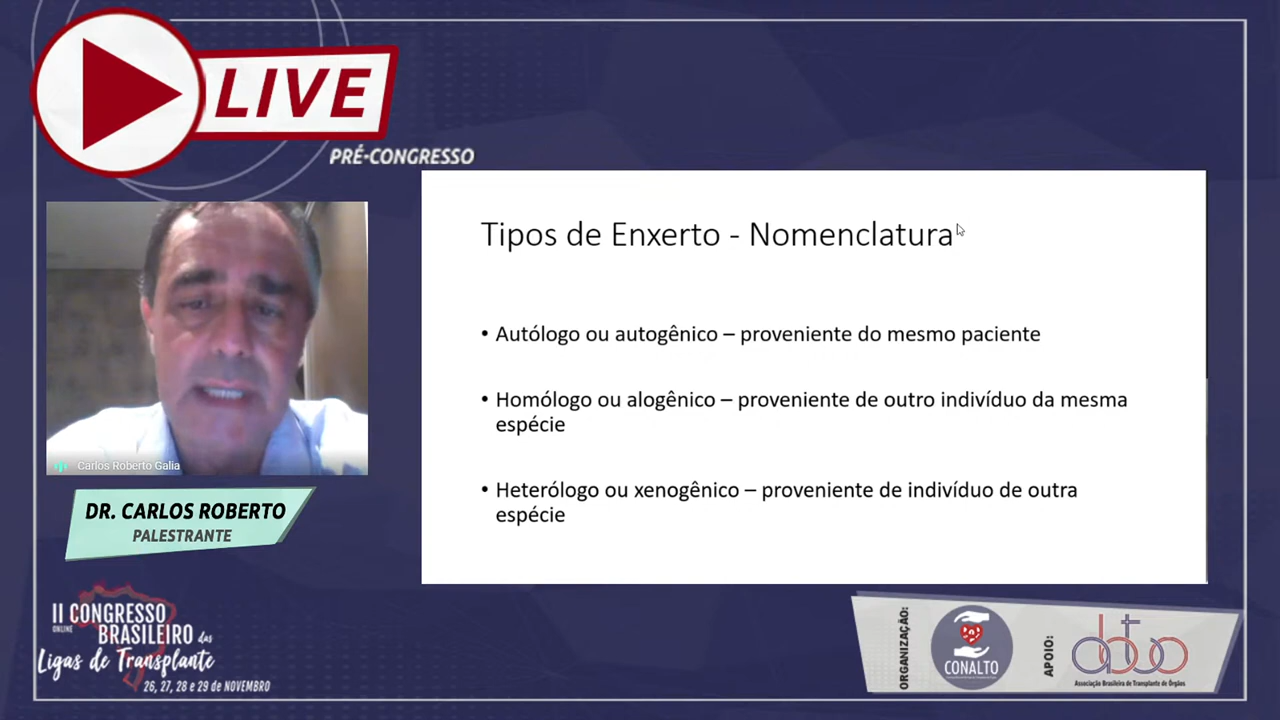 LIVE
PRÉ-CONGRESSO
Tipos de Enxerto - Nomenclatura
• Autólogo ou autogênico – proveniente do mesmo paciente
• Homólogo ou alogênico – proveniente de outro indivíduo da mesma
espécie
• Heterólogo ou xenogênico – proveniente de indivíduo de outra
espécie
Carlos Roberto Galia
DR. CARLOS ROBERTO
PALESTRANTE
II CONGRESSO
ONLINE
BRASILEIRO das
Ligas de Transplante
26, 27, 28 e 29 de NOVEMBRO
ORGANIZAÇÃO:
CONALTO
APOIO:
abto
Associação Brasileira de Transplante de Órgãos